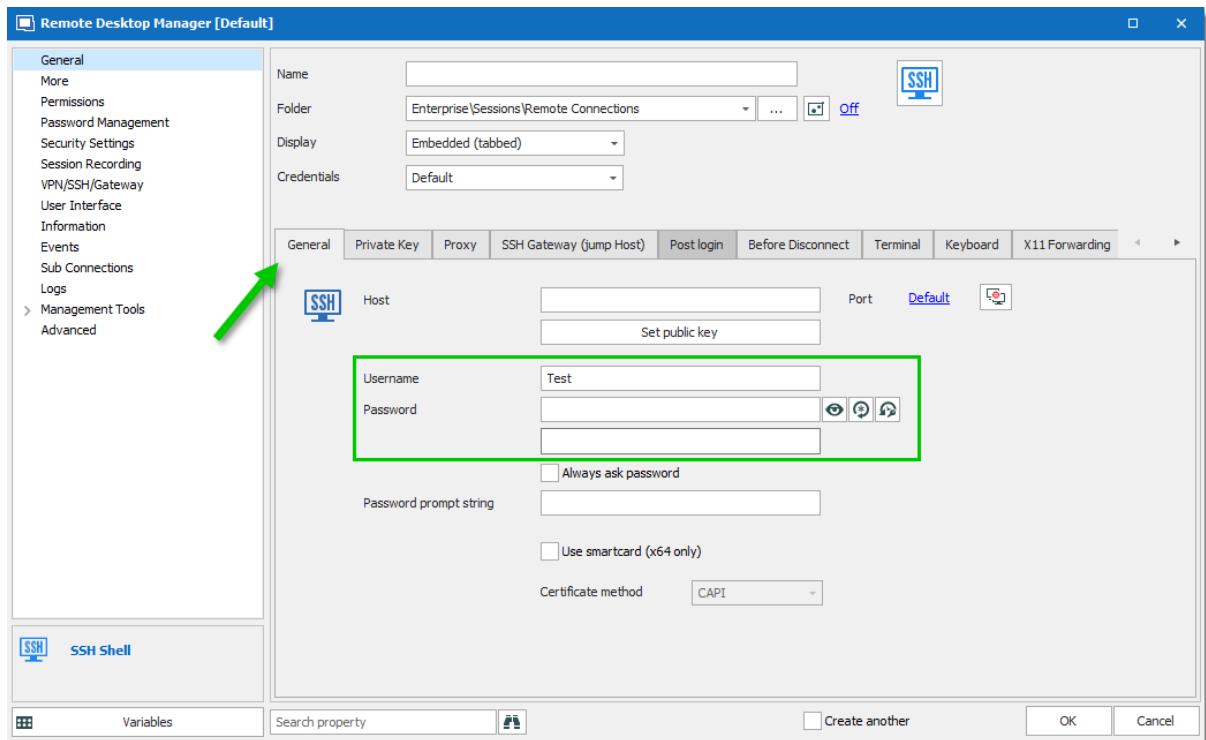 Remote Desktop Manager [Default]
General
More
Permissions
Password Management
Security Settings
Session Recording
VPN/SSH/Gateway
User Interface
Information
Events
Sub Connections
Logs
Management Tools
Advanced
SSH
SSH Shell
Variables
Name
SSH
Folder
Enterprise\Sessions\Remote Connections
...
Off
Display
Embedded (tabbed)
Credentials
Default
General Private Key Proxy SSH Gateway (jump Host) Post login Before Disconnect Terminal Keyboard X11 Forwarding
SSH
Host
Port
Default
Set public key
Username
Test
Password
Always ask password
Password prompt string
Use smartcard (x64 only)
Certificate method
CAPI
Search property
Create another
OK
Cancel